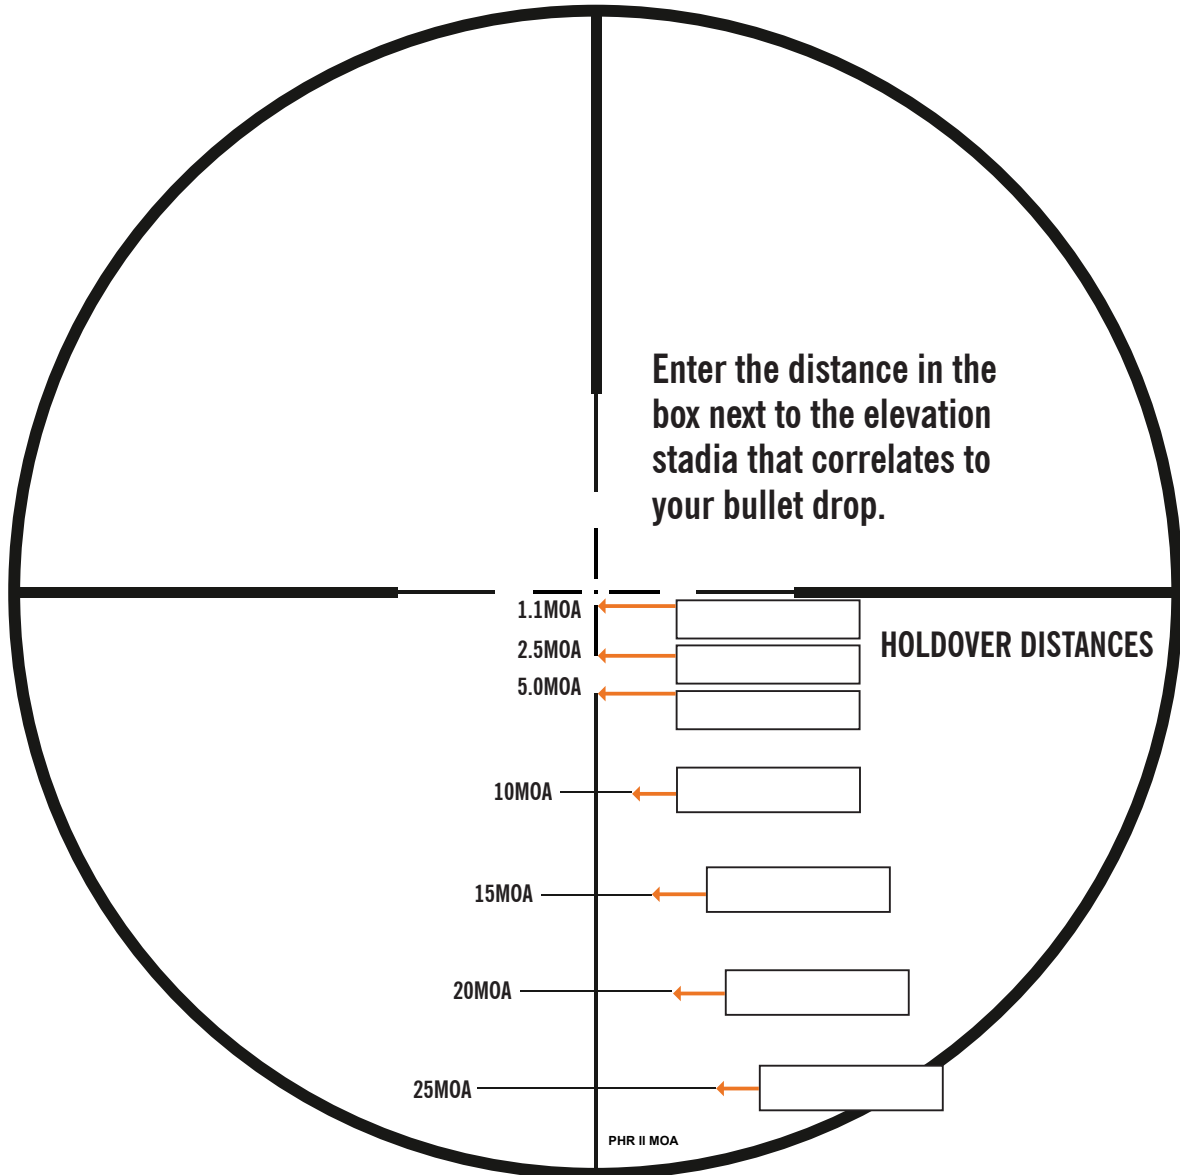 Enter the distance in the
box next to the elevation
stadia that correlates to
your bullet drop.
1.1MOA
HOLDOVER DISTANCES
2.5MOA
5.0MOA
10MOA
15MOA
20MOA
25MOA
PHR II MOA